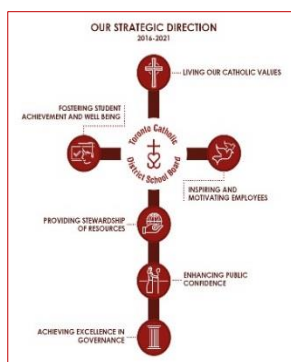 OUR STRATEGIC DIRECTION
2016-2021
LIVING OUR CATHOLIC VALUES
FOSTERING STUDENT
ACHIEVEMENT AND WELL BEING
Toronto Catholic
District School Board
INSPIRING AND
MOTIVATING EMPLOYEES
PROVIDING STEWARDSHIP
OF RESOURCES
ENHANCING PUBLIC
CONFIDENCE
ACHIEVING EXCELLENCE IN
GOVERNANCE